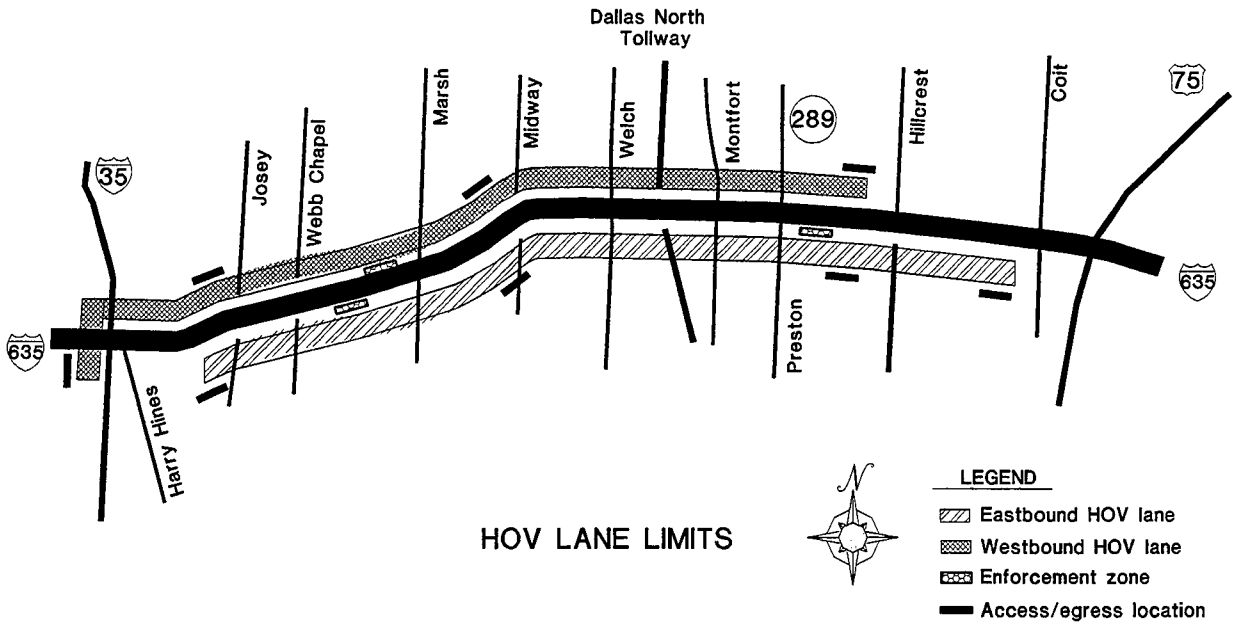 Dallas North
Tollway
35
Josey
Webb Chapel
Marsh
Midway
Welch
Montfort
289
Hillcrest
Coit
75
635
635
Harry Hines
Preston
HOV LANE LIMITS
N
LEGEND
Eastbound HOV lane
Westbound HOV lane
Enforcement zone
Access/egress location